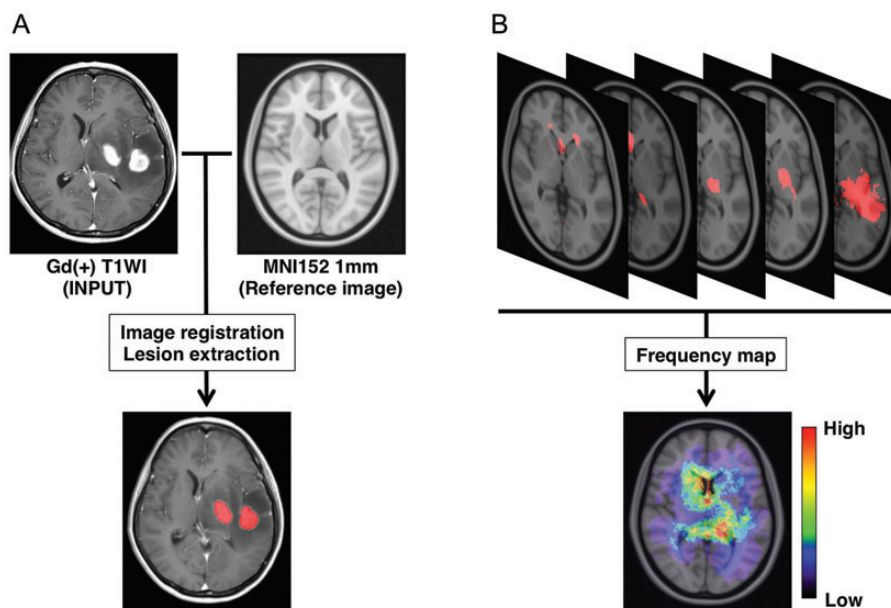 A
Gd(+) T1WI
(INPUT)
MNI152 1mm
(Reference image)
Image registration
Lesion extraction
B
Frequency map
High
Low